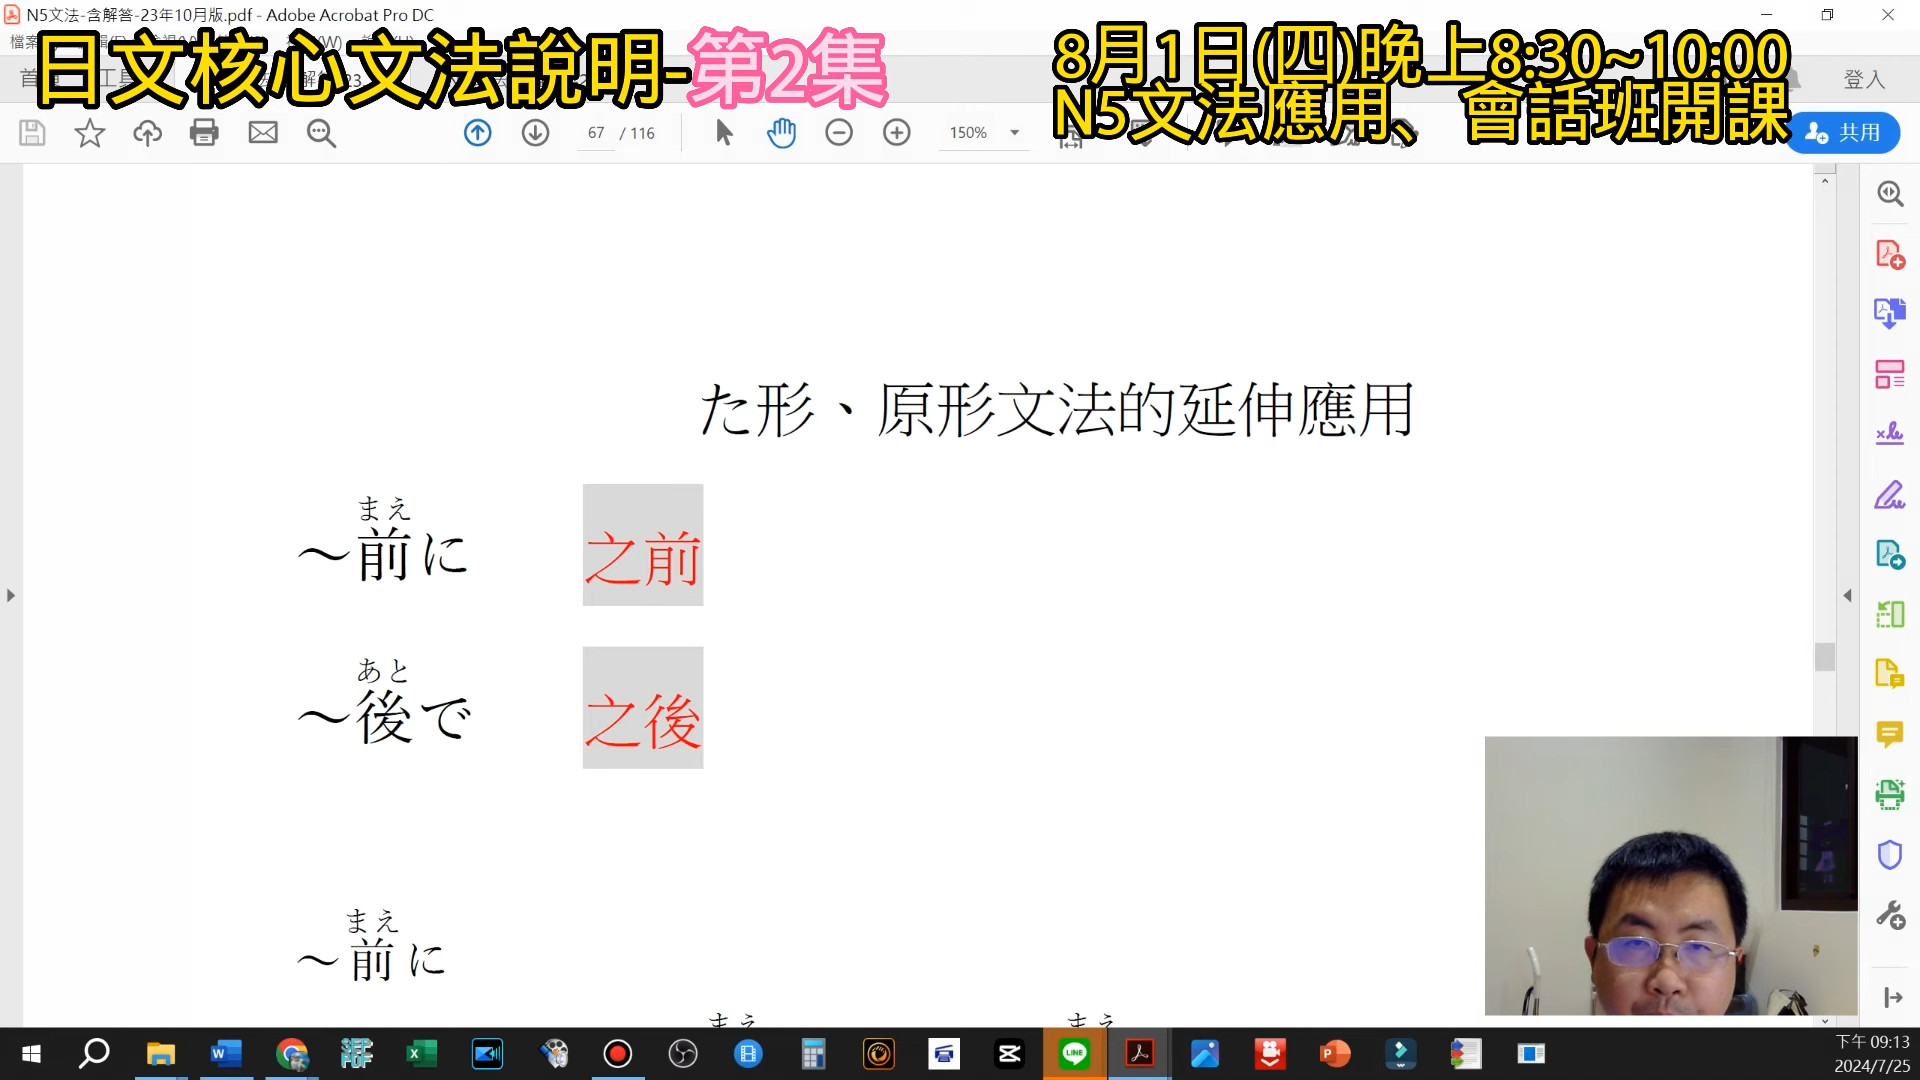 N5文法-含解答-23年10月版.pdf - Adobe Acrobat Pro DC
日文核心文法說明-第2集
8月1日(四)晚上8:30~10:00
N5文法應用、會話班開課
登入
67 / 116
150%
共用
た形、原形文法的延伸應用
まえ
～前に 之前
あと
～後で 之後
まえ
～前に
まえ まえ
下午 09:13
2024/7/25